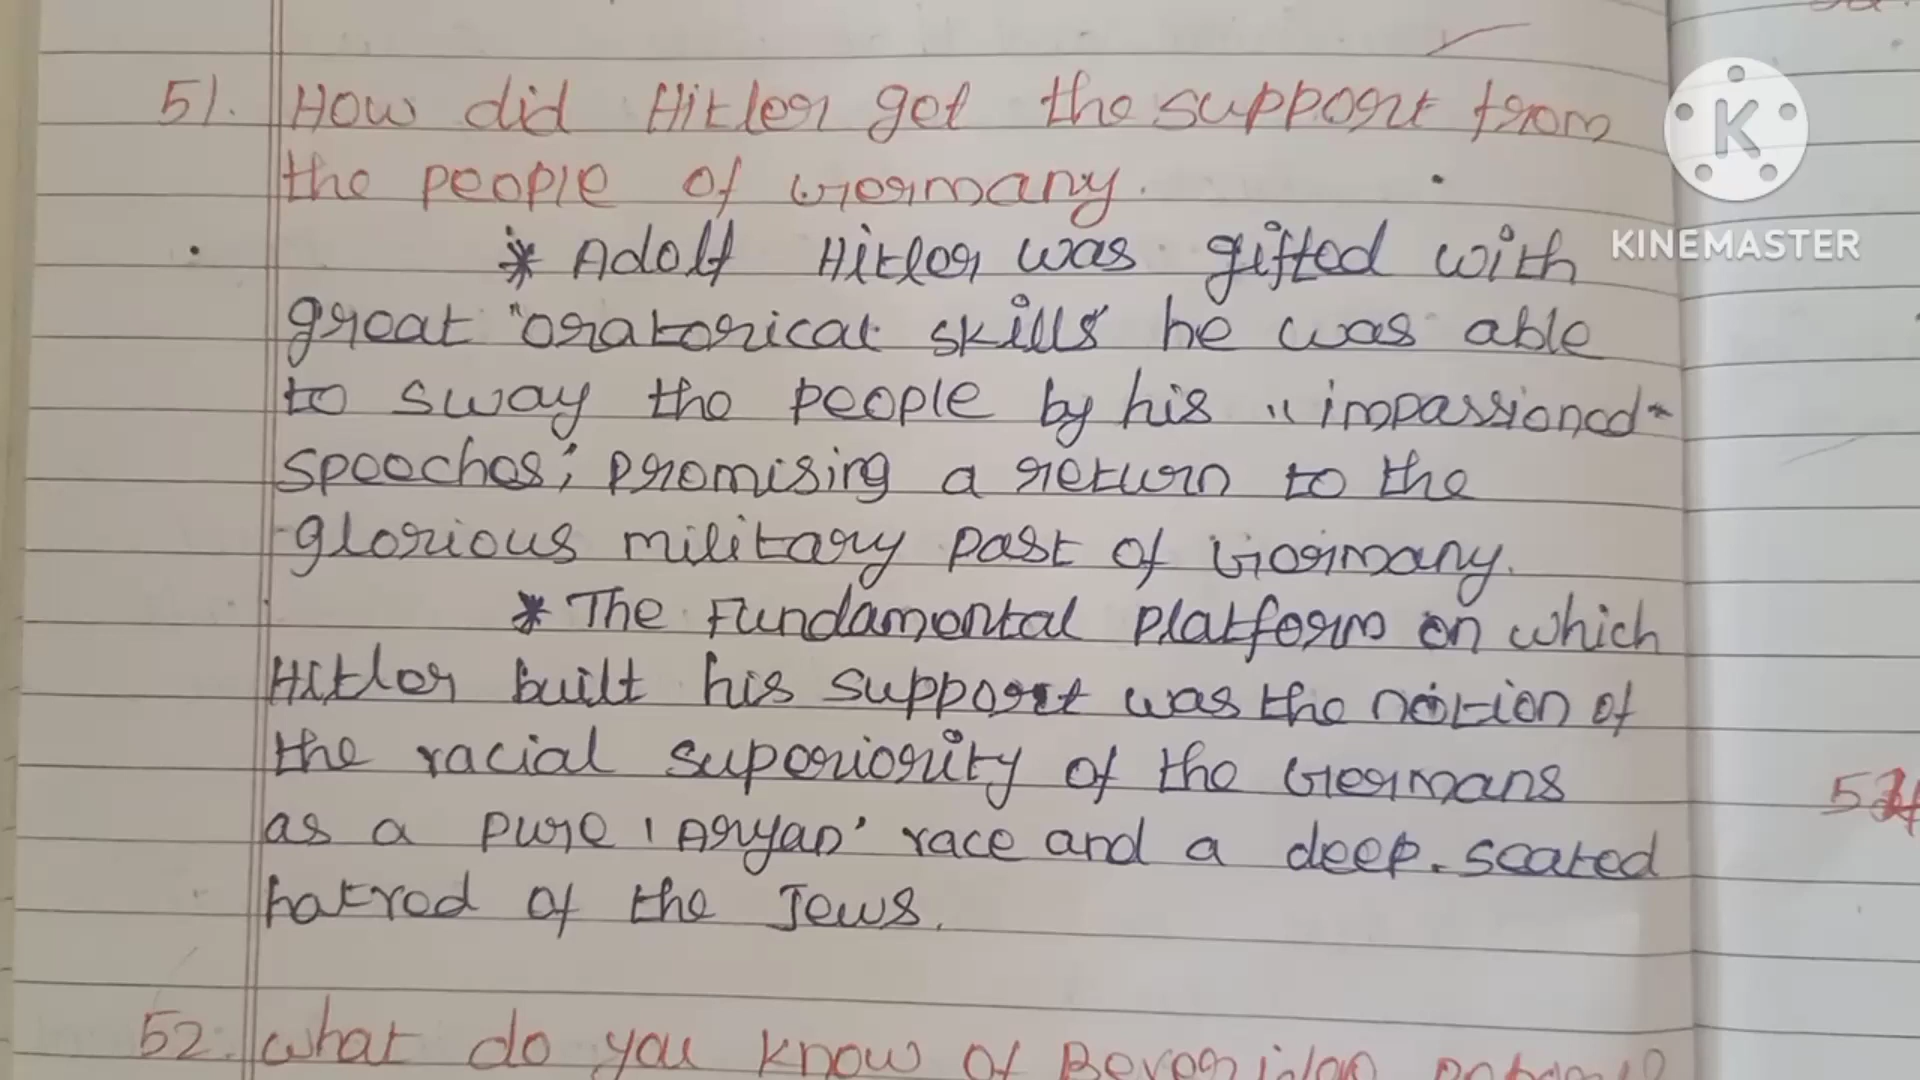 51. How did Hitler get the support from
the people of Germany.
* Adolf Hitler was gifted with
great "oratorical skills" he was able
to sway the people by his "impassioned-
speeches; promising a return to the
glorious military past of Germany.
* The Fundamental Platform on which
Hitler built his support was the notion of
the racial superiority of the Germans
as a pure 'Aryan' race and a deep-seated
hatred of the Jews.
52. What do you know of Beveridge
K
KINEMASTER